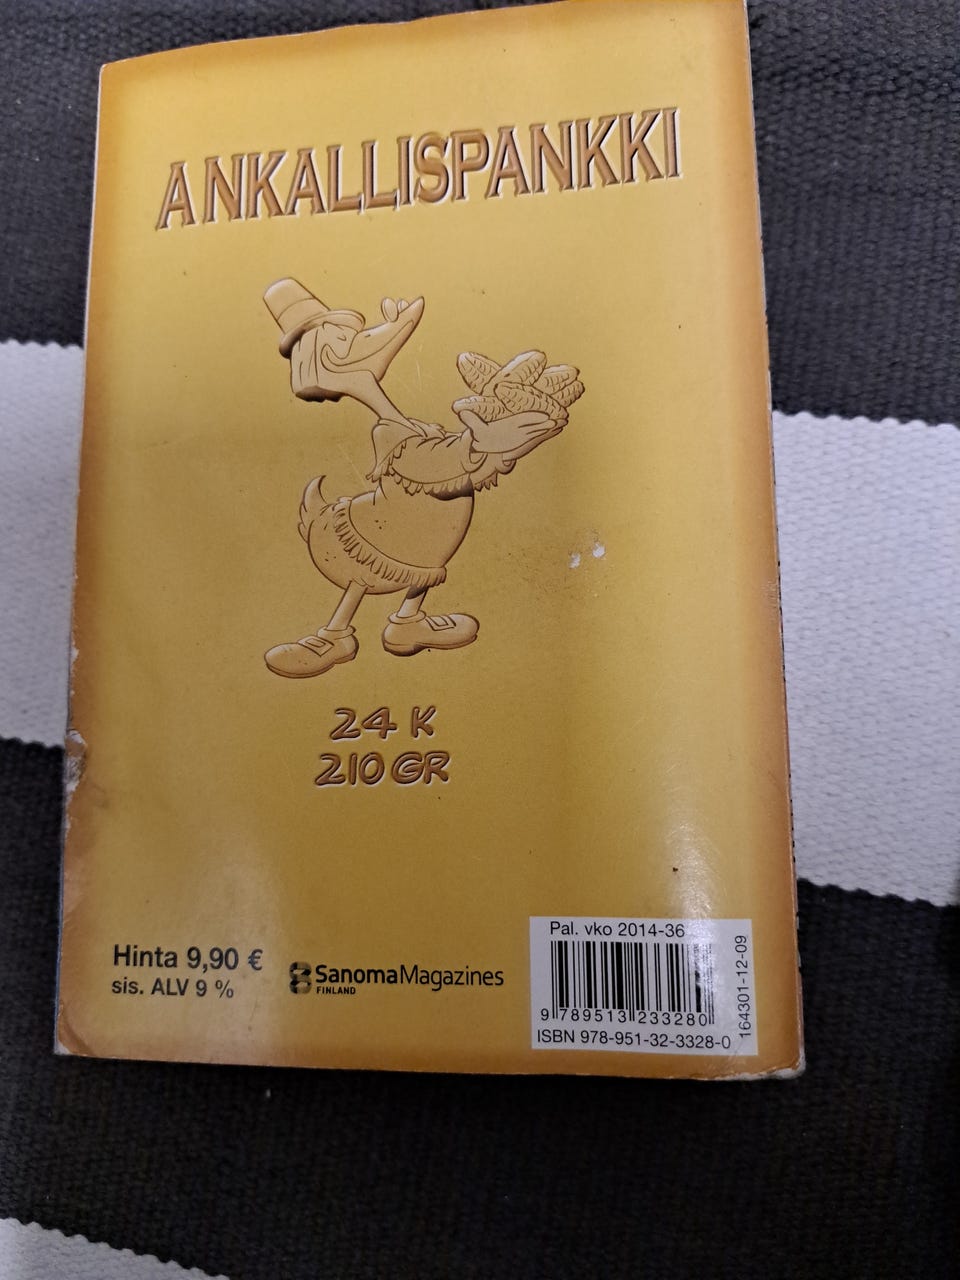 ANKALLISPANKKI
24 K
210 GR
Hinta 9,90 €
sis. ALV 9 %
SanomaMagazines
FINLAND
Pal. vko 2014-36
9 789513 233280
ISBN 978-951-32-3328-0
164301-12-09